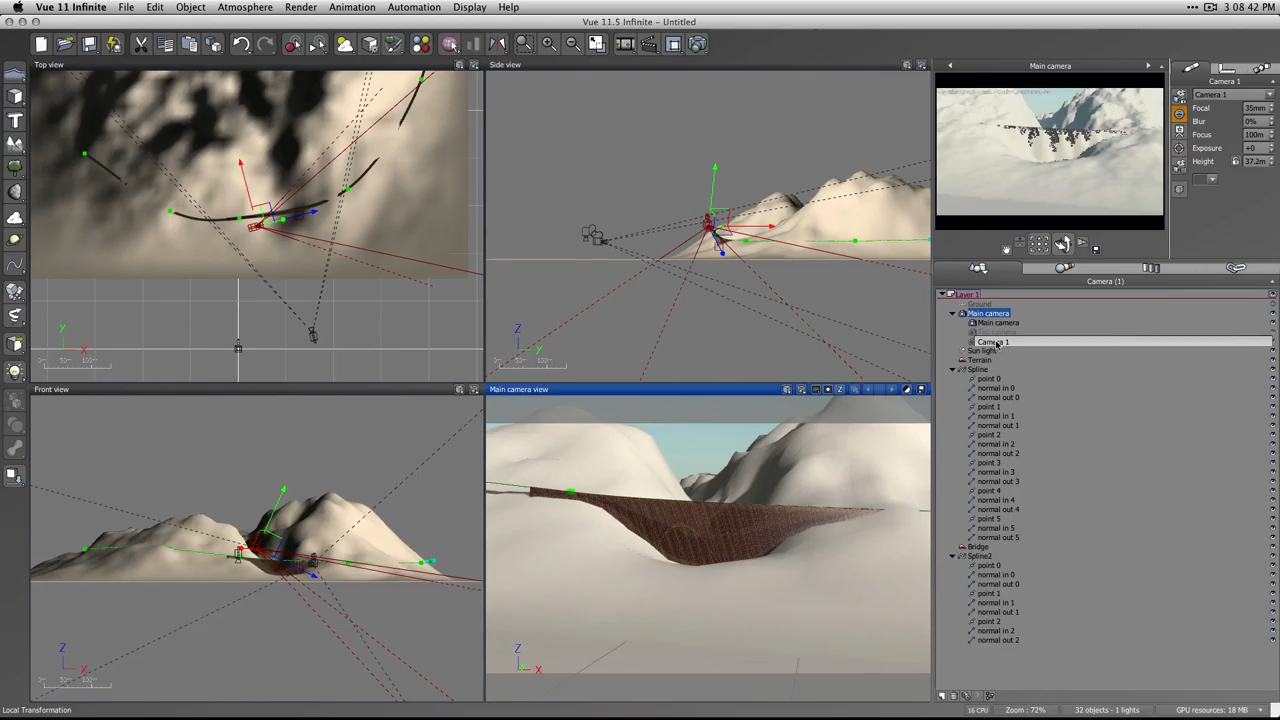 Vue 11 Infinite File Edit Object Atmosphere Render Animation Automation Display Help 3 08 42 PM
Vue 11.5 Infinite - Untitled
Top view
Side view
Main camera
Camera 1
Camera 1
Focal 35mm
Blur 0%
Focus 100m
Exposure +0
Height 37.2m
y
X
Z
y
Camera (1)
Layer 1
Ground
Main camera
Main camera
Camera 1
Sun light
Terrain
Spline
point 0
normal in 0
normal out 0
point 1
normal in 1
normal out 1
point 2
normal in 2
normal out 2
point 3
normal in 3
normal out 3
point 4
normal in 4
normal out 4
point 5
normal in 5
normal out 5
Bridge
Spline2
point 0
normal in 0
normal out 0
point 1
normal in 1
normal out 1
point 2
normal in 2
normal out 2
Front view
Main camera view
Z
X
Z
X
Local Transformation
16 CPU Zoom : 72% 32 objects - 1 lights GPU resources: 18 MB